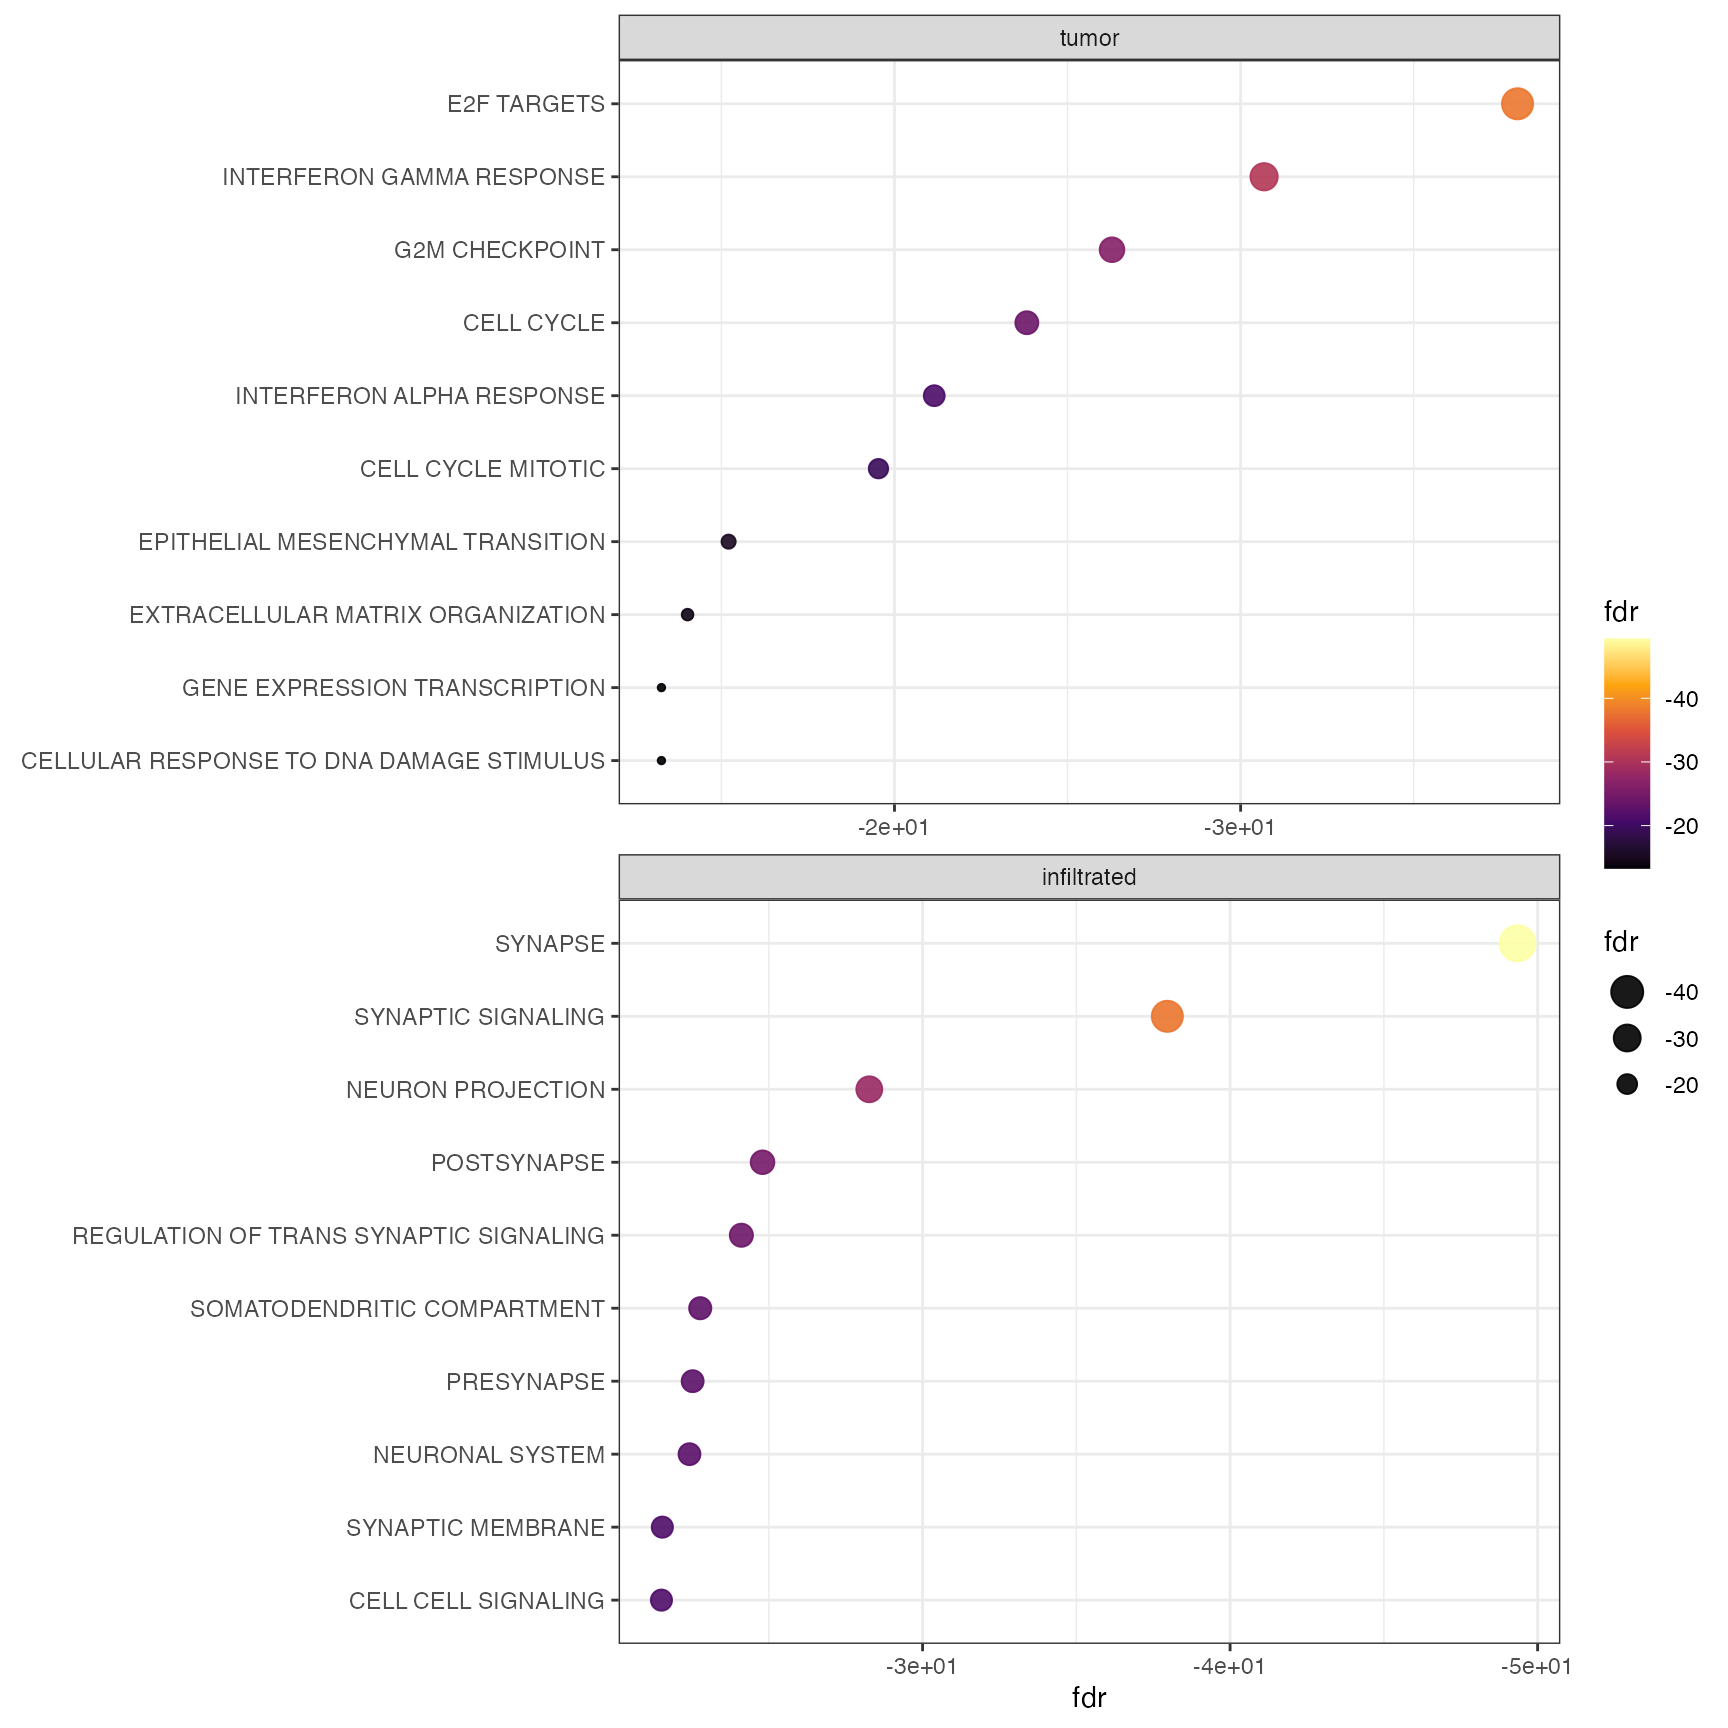 tumor
E2F TARGETS
INTERFERON GAMMA RESPONSE
G2M CHECKPOINT
CELL CYCLE
INTERFERON ALPHA RESPONSE
CELL CYCLE MITOTIC
EPITHELIAL MESENCHYMAL TRANSITION
EXTRACELLULAR MATRIX ORGANIZATION
GENE EXPRESSION TRANSCRIPTION
CELLULAR RESPONSE TO DNA DAMAGE STIMULUS
-2e+01 -3e+01
infiltrated
SYNAPSE
SYNAPTIC SIGNALING
NEURON PROJECTION
POSTSYNAPSE
REGULATION OF TRANS SYNAPTIC SIGNALING
SOMATODENDRITIC COMPARTMENT
PRESYNAPSE
NEURONAL SYSTEM
SYNAPTIC MEMBRANE
CELL CELL SIGNALING
-3e+01 -4e+01 -5e+01
fdr
fdr
-40
-30
-20
fdr
-40
-30
-20